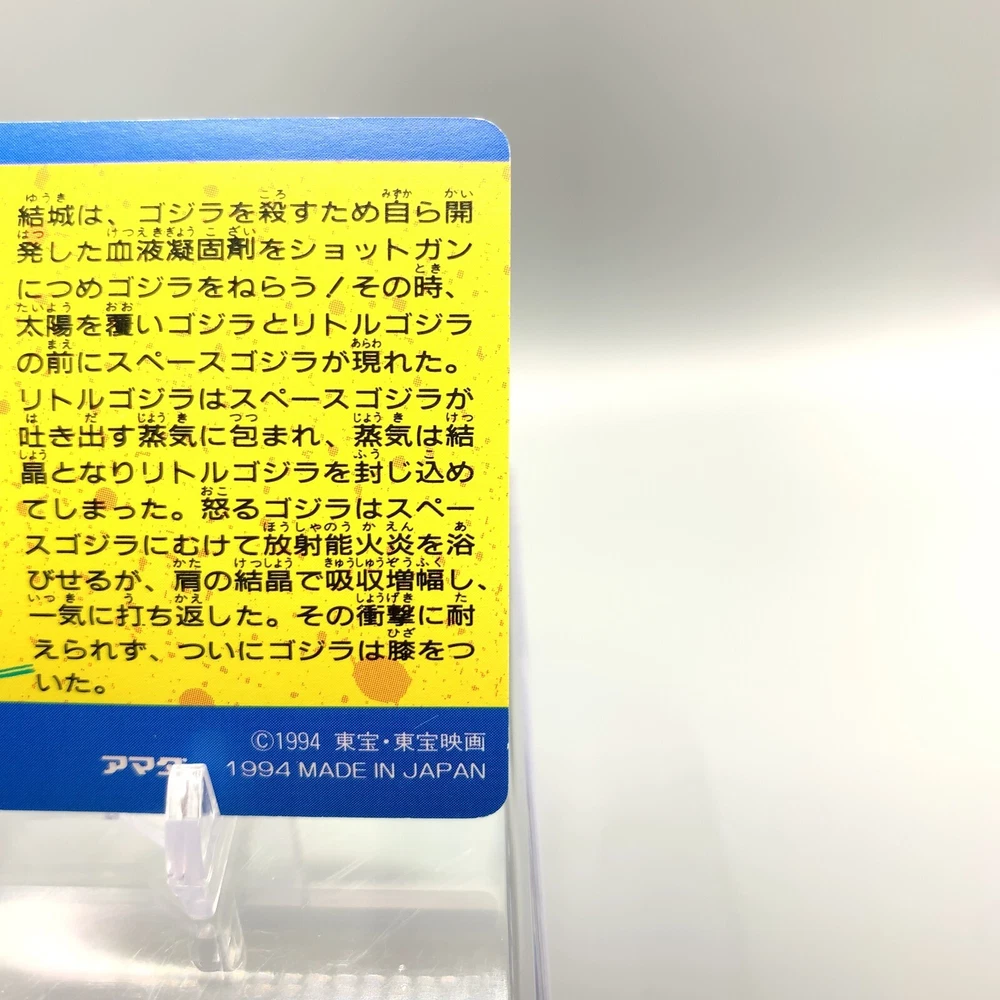 結城は、ゴジラを殺すため自ら開
発した血液凝固剤をショットガン
につめゴジラをねらう！その時、
太陽を覆いゴジラとリトルゴジラ
の前にスペースゴジラが現れた。
リトルゴジラはスペースゴジラが
吐き出す蒸気に包まれ、蒸気は結
晶となりリトルゴジラを封じ込め
てしまった。怒るゴジラはスペー
スゴジラにむけて放射能火炎を浴
びせるが、肩の結晶で吸収増幅し、
一気に打ち返した。その衝撃に耐
えられず、ついにゴジラは膝をつ
いた。
©1994 東宝・東宝映画
アマダ 1994 MADE IN JAPAN